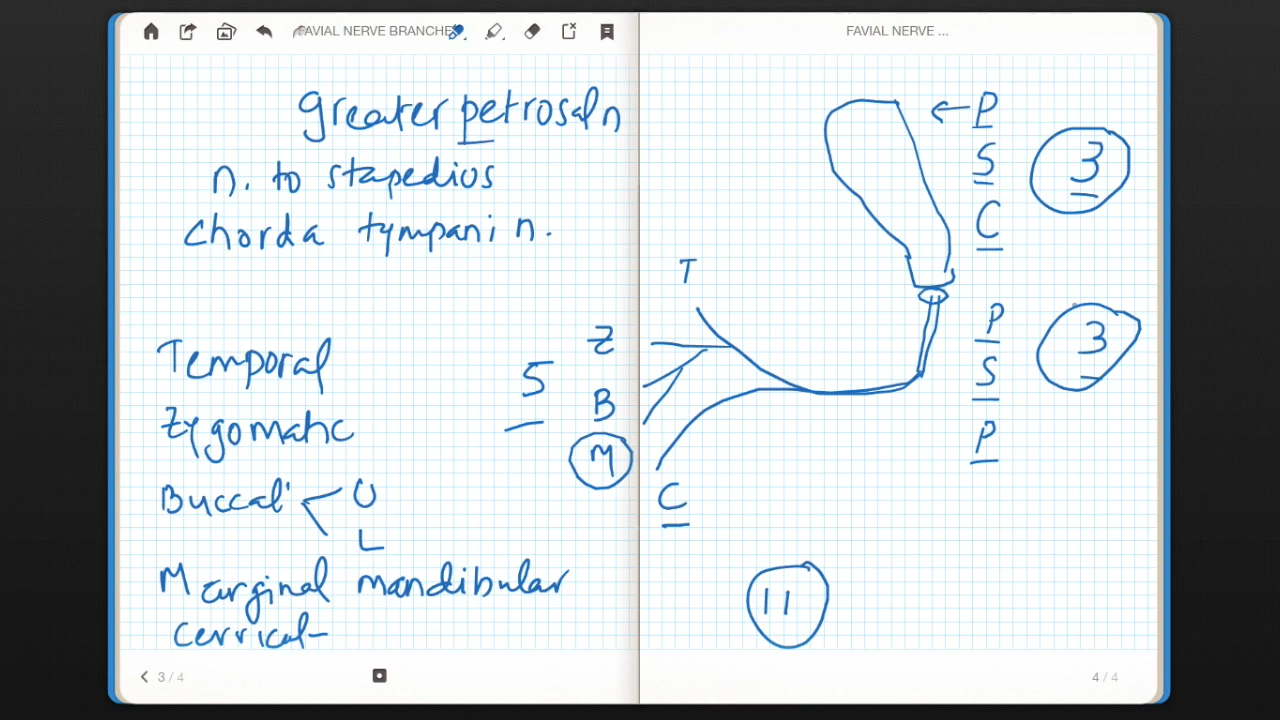 FAVIAL NERVE BRANCHE
greater petrosal n
n. to stapedios
chorda tympani n.
Temporal
Zygomatic
Buccal
U
L
Marginal mandibular
cervical
5
3 / 4
FAVIAL NERVE ...
P
S
C
3
T
Z
B
M
C
P
S
P
3
11
4 / 4